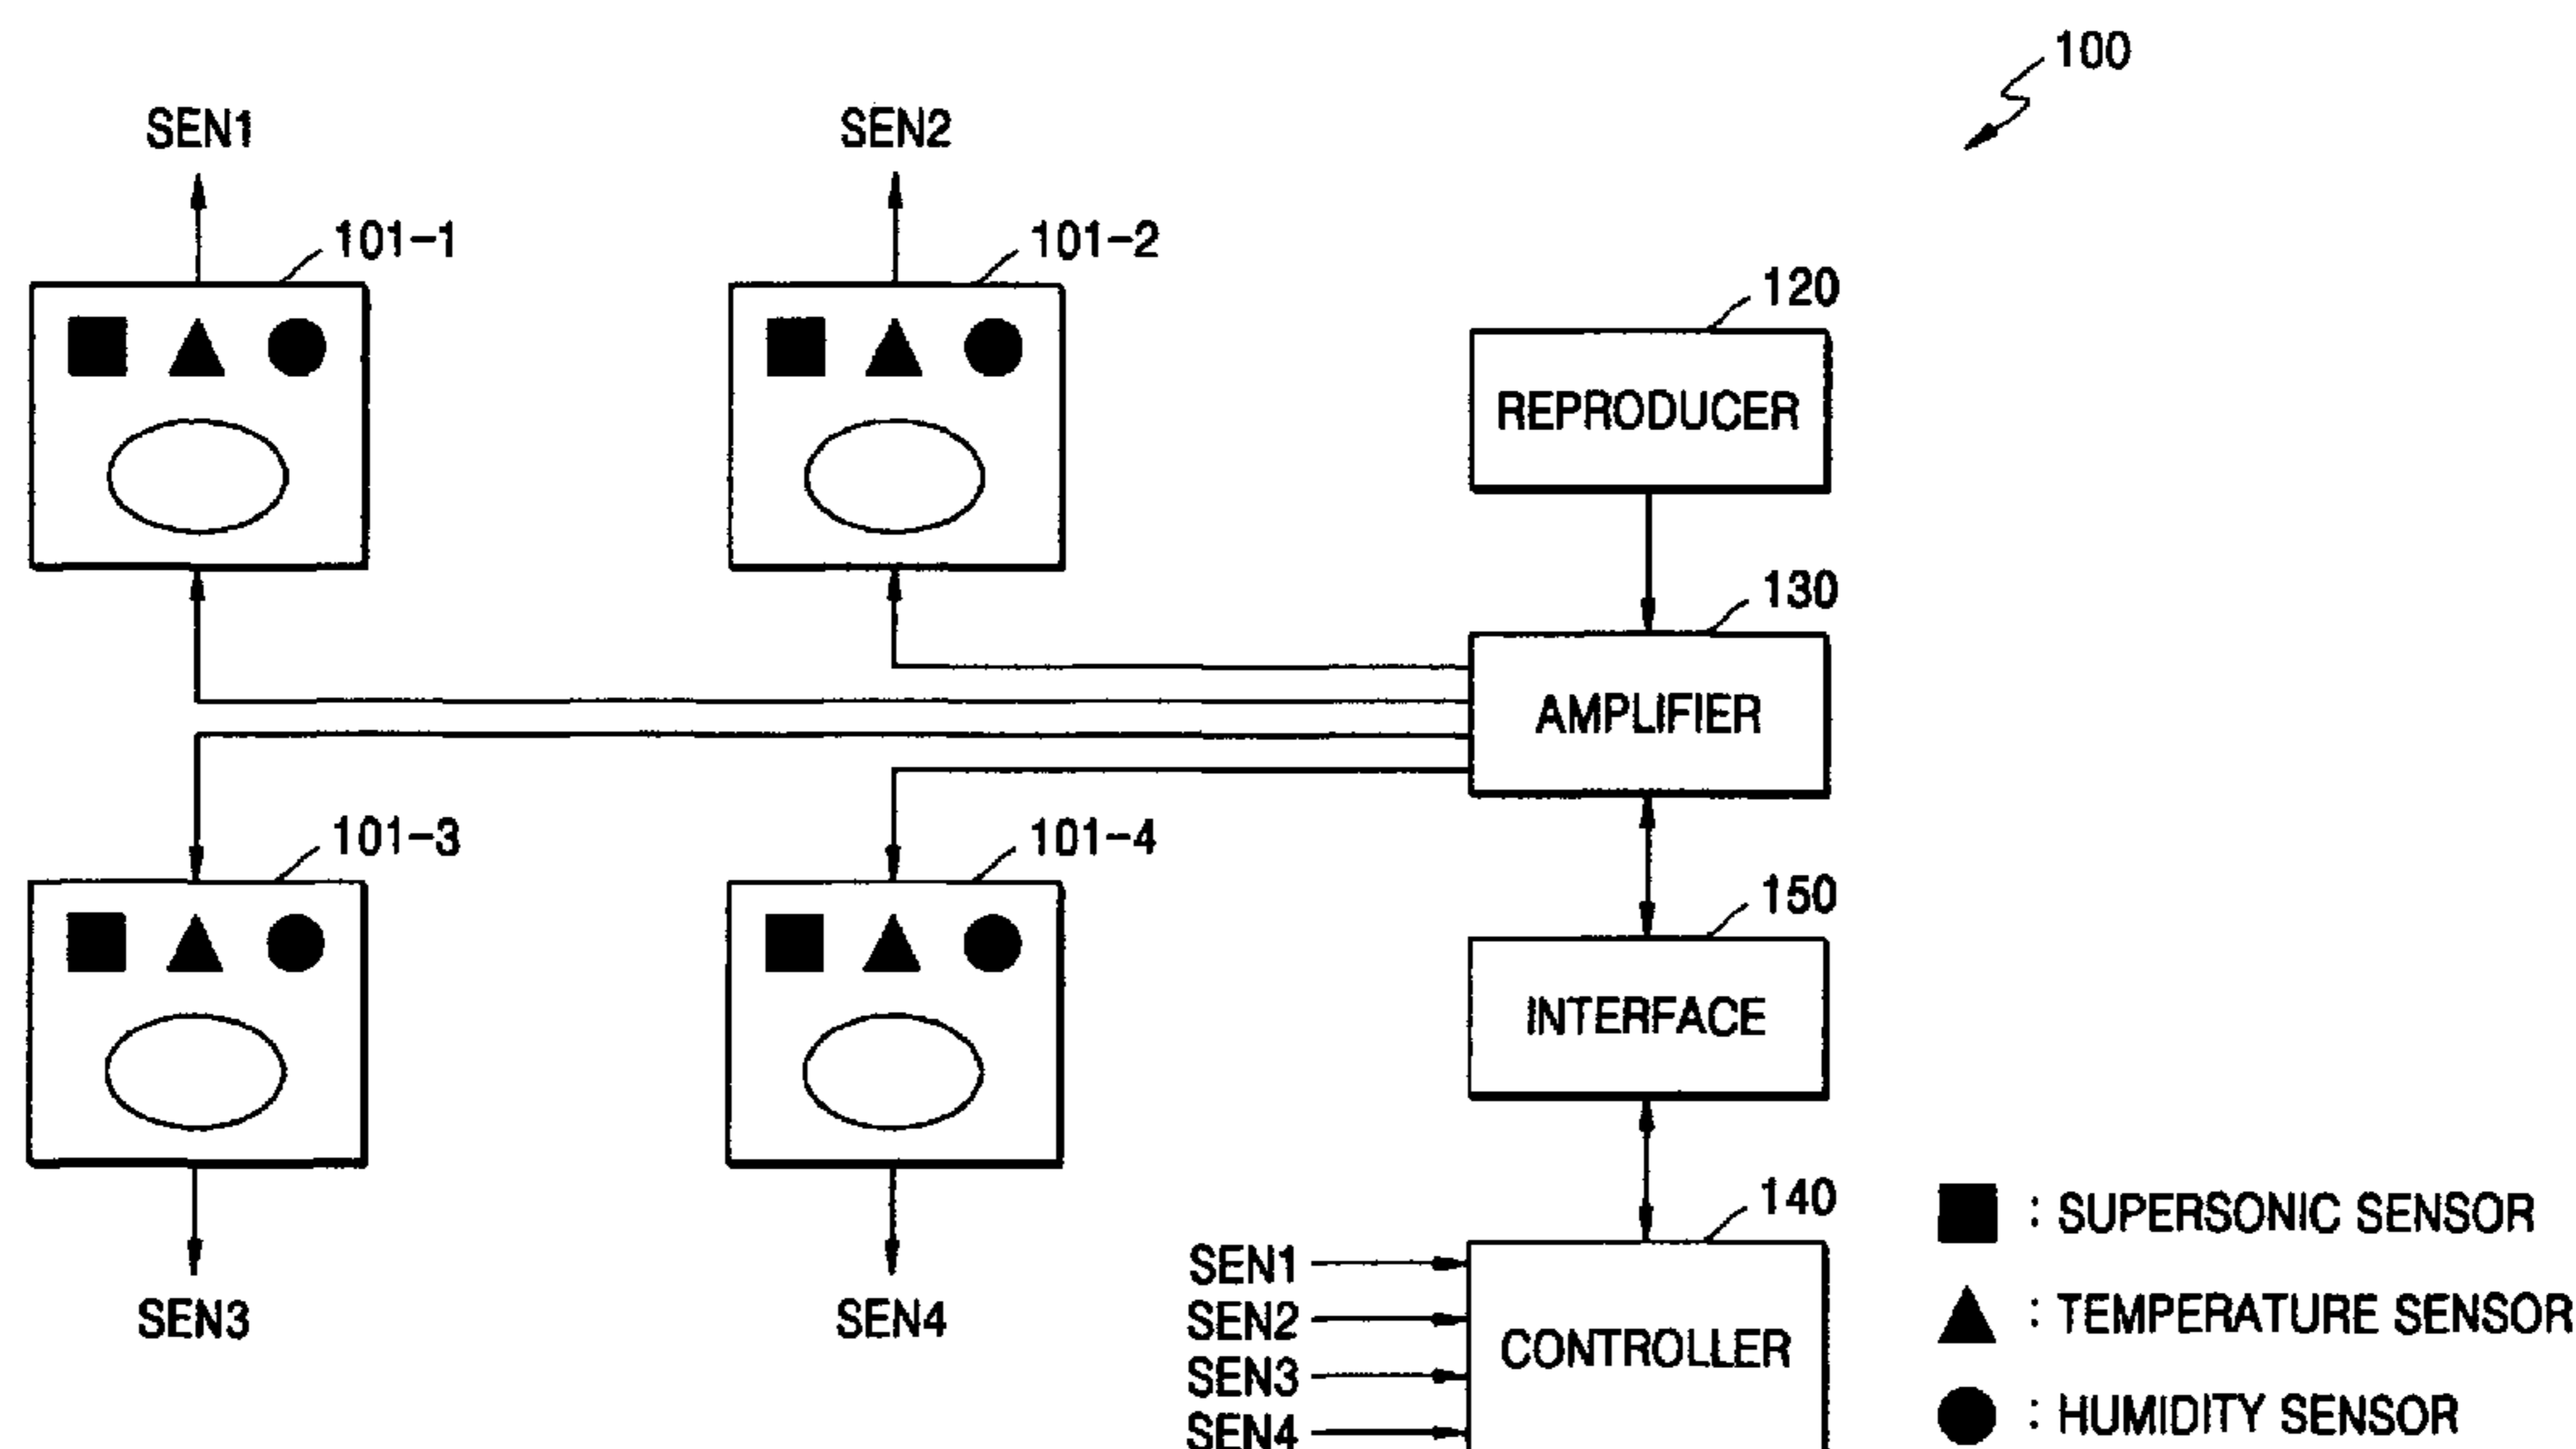 100
SEN1
SEN2
101-1
101-2
120
REPRODUCER
130
AMPLIFIER
101-3
101-4
150
INTERFACE
140
SEN3
SEN4
SEN1
SEN2
SEN3
SEN4
CONTROLLER
: SUPERSONIC SENSOR
: TEMPERATURE SENSOR
: HUMIDITY SENSOR